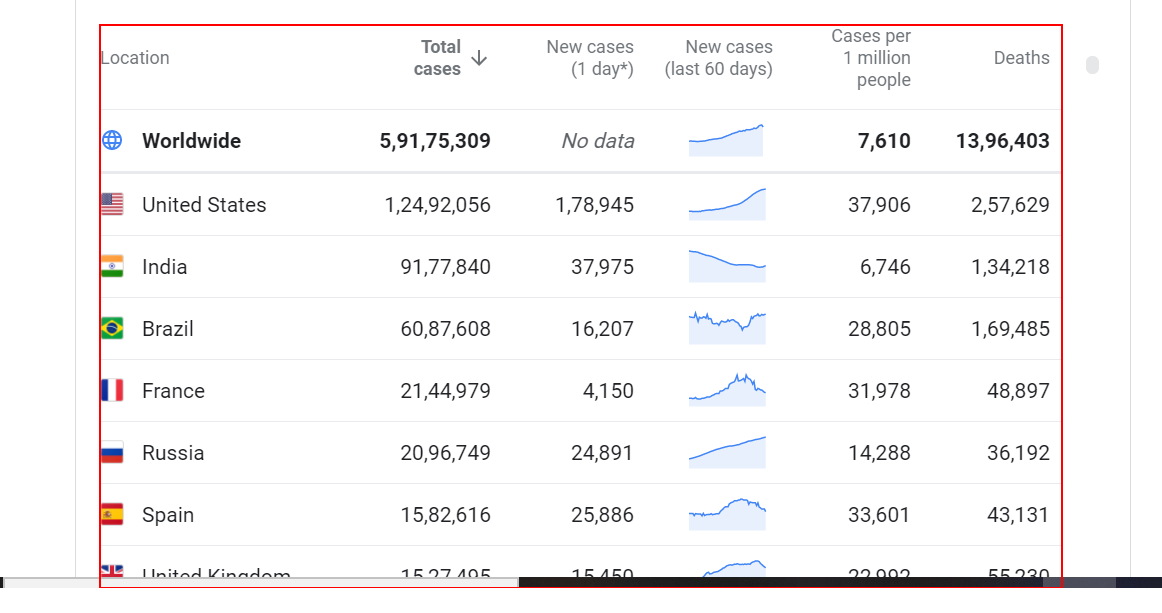 Location Total cases New cases (1 day*) New cases (last 60 days) Cases per 1 million people Deaths
Worldwide 5,91,75,309 No data 7,610 13,96,403
United States 1,24,92,056 1,78,945 37,906 2,57,629
India 91,77,840 37,975 6,746 1,34,218
Brazil 60,87,608 16,207 28,805 1,69,485
France 21,44,979 4,150 31,978 48,897
Russia 20,96,749 24,891 14,288 36,192
Spain 15,82,616 25,886 33,601 43,131
United Kingdom 15,27,495 15,450 22,992 55,230